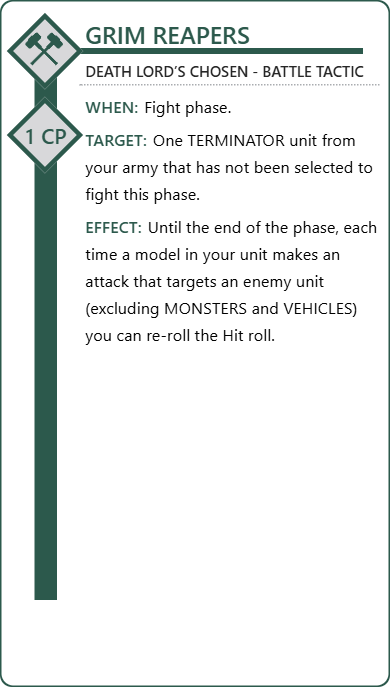 GRIM REAPERS
DEATH LORD'S CHOSEN - BATTLE TACTIC
WHEN: Fight phase.
1 CP
TARGET: One TERMINATOR unit from
your army that has not been selected to
fight this phase.
EFFECT: Until the end of the phase, each
time a model in your unit makes an
attack that targets an enemy unit
(excluding MONSTERS and VEHICLES)
you can re-roll the Hit roll.